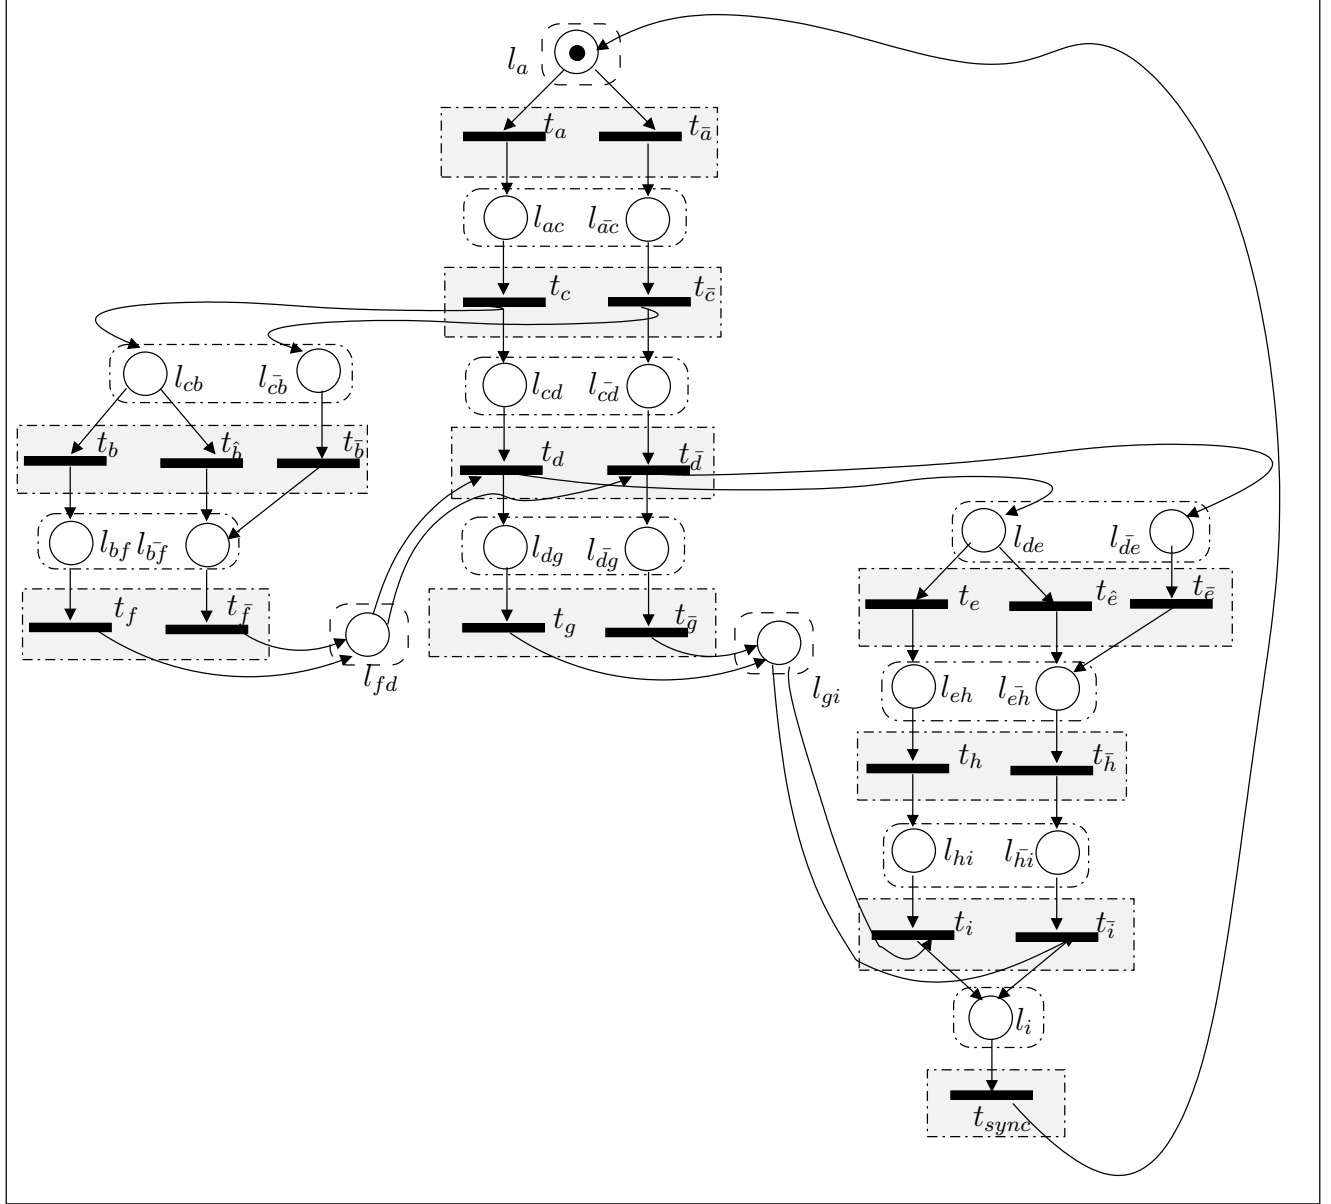 l_a
t_a t_ā
l_ac l_āc
t_c t_c̄
l_cb l_c̄b
l_cd l_c̄d
t_b t_b̂ t_b̄
t_d t_d̄
l_bf l_b̄f
l_dg l_d̄g
l_de l_d̄e
t_f t_f̄
t_g t_ḡ
t_e t_ê t_ē
l_fd
l_gi
l_eh l_ēh
t_h t_h̄
l_hi l_h̄i
t_i t_ī
l_i
t_sync